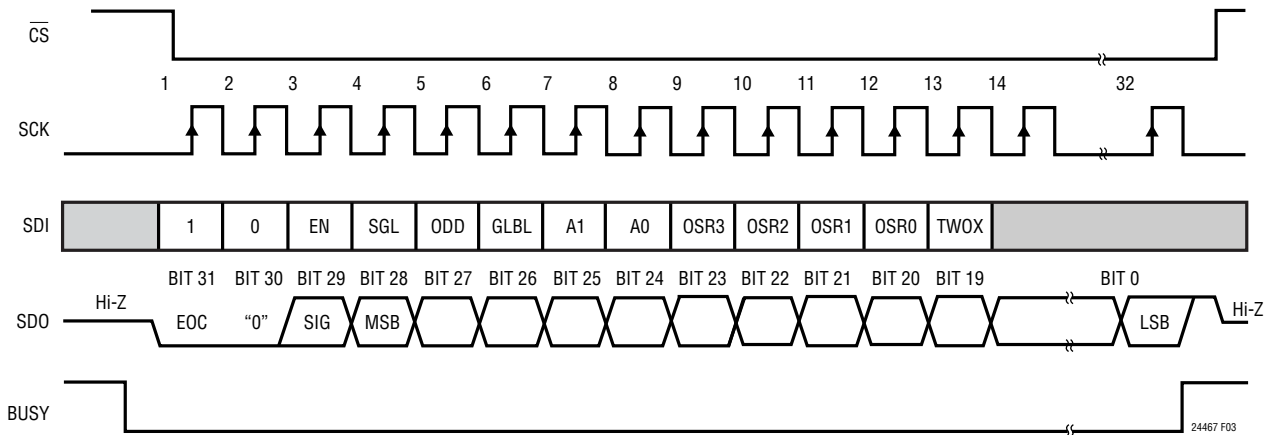 CS
1 2 3 4 5 6 7 8 9 10 11 12 13 14 32
SCK
SDI 1 0 EN SGL ODD GLBL A1 A0 OSR3 OSR2 OSR1 OSR0 TWOX
BIT 31 BIT 30 BIT 29 BIT 28 BIT 27 BIT 26 BIT 25 BIT 24 BIT 23 BIT 22 BIT 21 BIT 20 BIT 19 BIT 0
Hi-Z Hi-Z
SDO EOC “0” SIG MSB LSB
BUSY
24467 F03